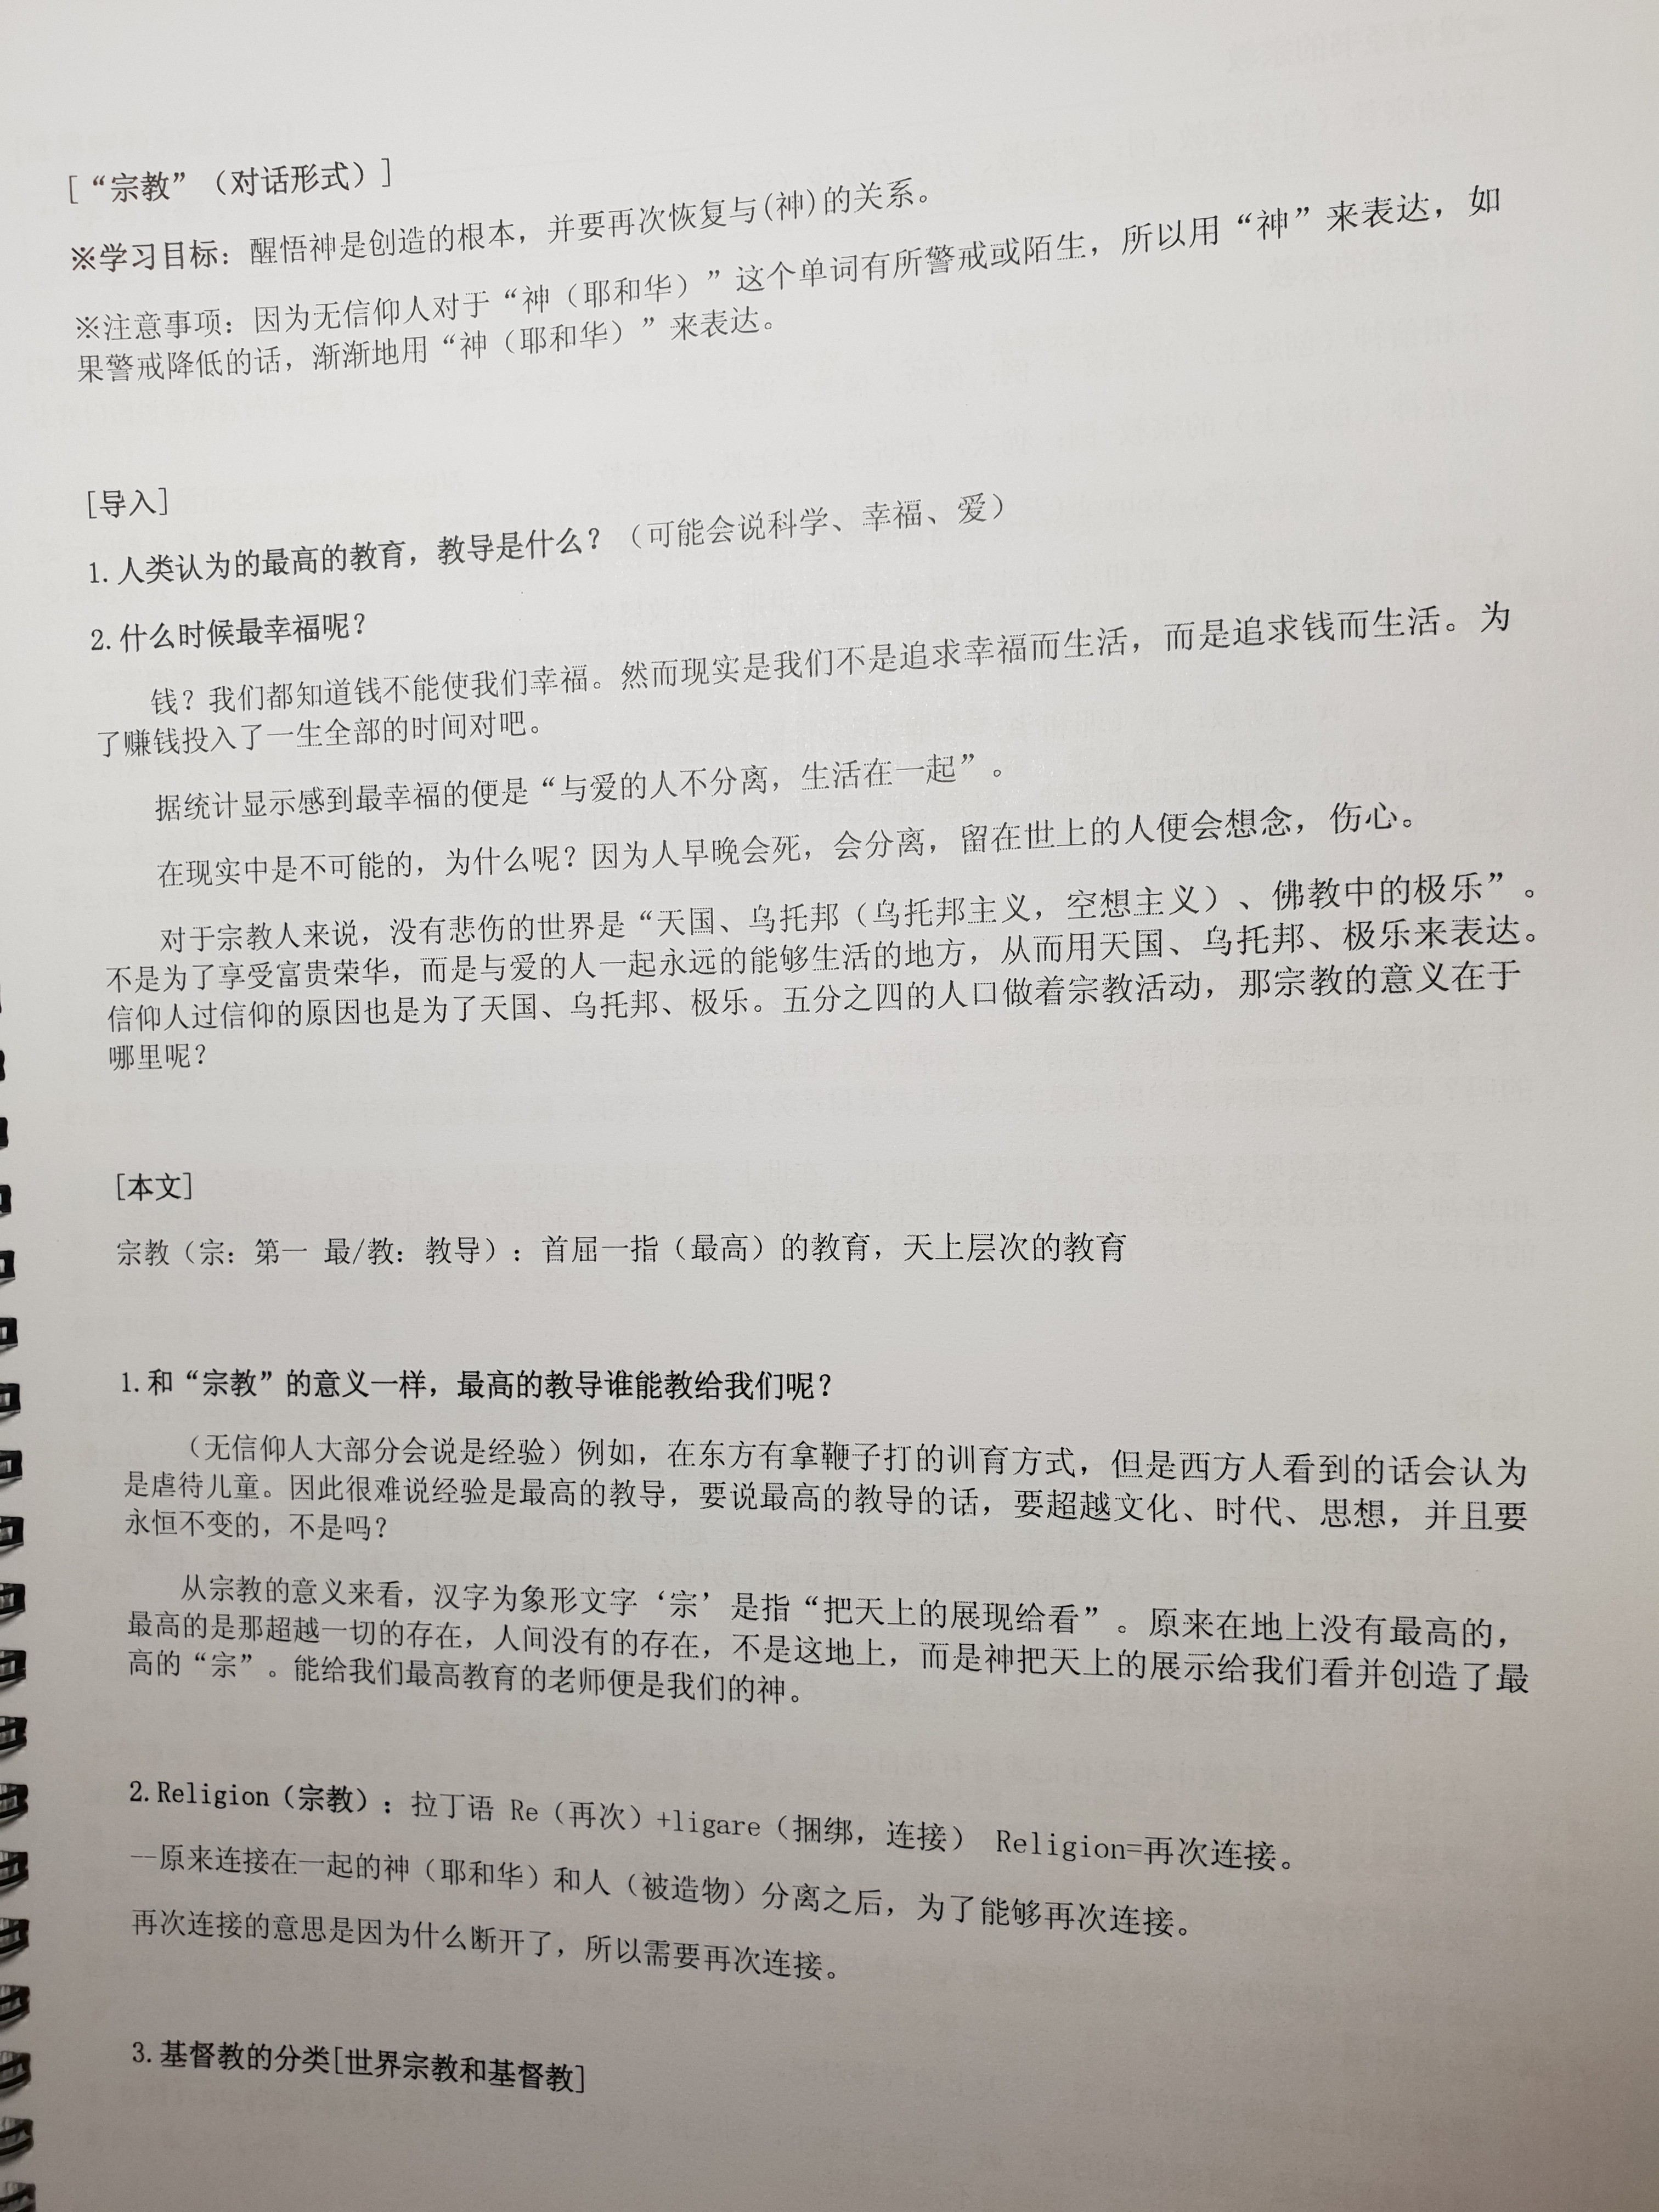 [“宗教”（对话形式）]
※学习目标：醒悟神是创造的根本，并要再次恢复与(神)的关系。
※注意事项：因为无信仰人对于“神（耶和华）”这个单词有所警戒或陌生，所以用“神”来表达，如
果警戒降低的话，渐渐地用“神（耶和华）”来表达。
[导入]
1.人类认为的最高的教育，教导是什么？（可能会说科学、幸福、爱）
2.什么时候最幸福呢？
钱？我们都知道钱不能使我们幸福。然而现实是我们不是追求幸福而生活，而是追求钱而生活。为
了赚钱投入了一生全部的时间对吧。
据统计显示感到最幸福的便是“与爱的人不分离，生活在一起”。
在现实中是不可能的，为什么呢？因为人早晚会死，会分离，留在世上的人便会想念，伤心。
对于宗教人来说，没有悲伤的世界是“天国、乌托邦（乌托邦主义，空想主义）、佛教中的极乐”。
不是为了享受富贵荣华，而是与爱的人一起永远的能够生活的地方，从而用天国、乌托邦、极乐来表达。
信仰人过信仰的原因也是为了天国、乌托邦、极乐。五分之四的人口做着宗教活动，那宗教的意义在于
哪里呢？
[本文]
宗教（宗：第一 最/教：教导）：首屈一指（最高）的教育，天上层次的教育
1.和“宗教”的意义一样，最高的教导谁能教给我们呢？
（无信仰人大部分会说是经验）例如，在东方有拿鞭子打的训育方式，但是西方人看到的话会认为
是虐待儿童。因此很难说经验是最高的教导，要说最高的教导的话，要超越文化、时代、思想，并且要
永恒不变的，不是吗？
从宗教的意义来看，汉字为象形文字‘宗’是指“把天上的展现给看”。原来在地上没有最高的，
最高的是那超越一切的存在，人间没有的存在，不是这地上，而是神把天上的展示给我们看并创造了最
高的“宗”。能给我们最高教育的老师便是我们的神。
2.Religion（宗教）：拉丁语 Re（再次）+ligare（捆绑，连接） Religion=再次连接。
--原来连接在一起的神（耶和华）和人（被造物）分离之后，为了能够再次连接。
再次连接的意思是因为什么断开了，所以需要再次连接。
3.基督教的分类[世界宗教和基督教]